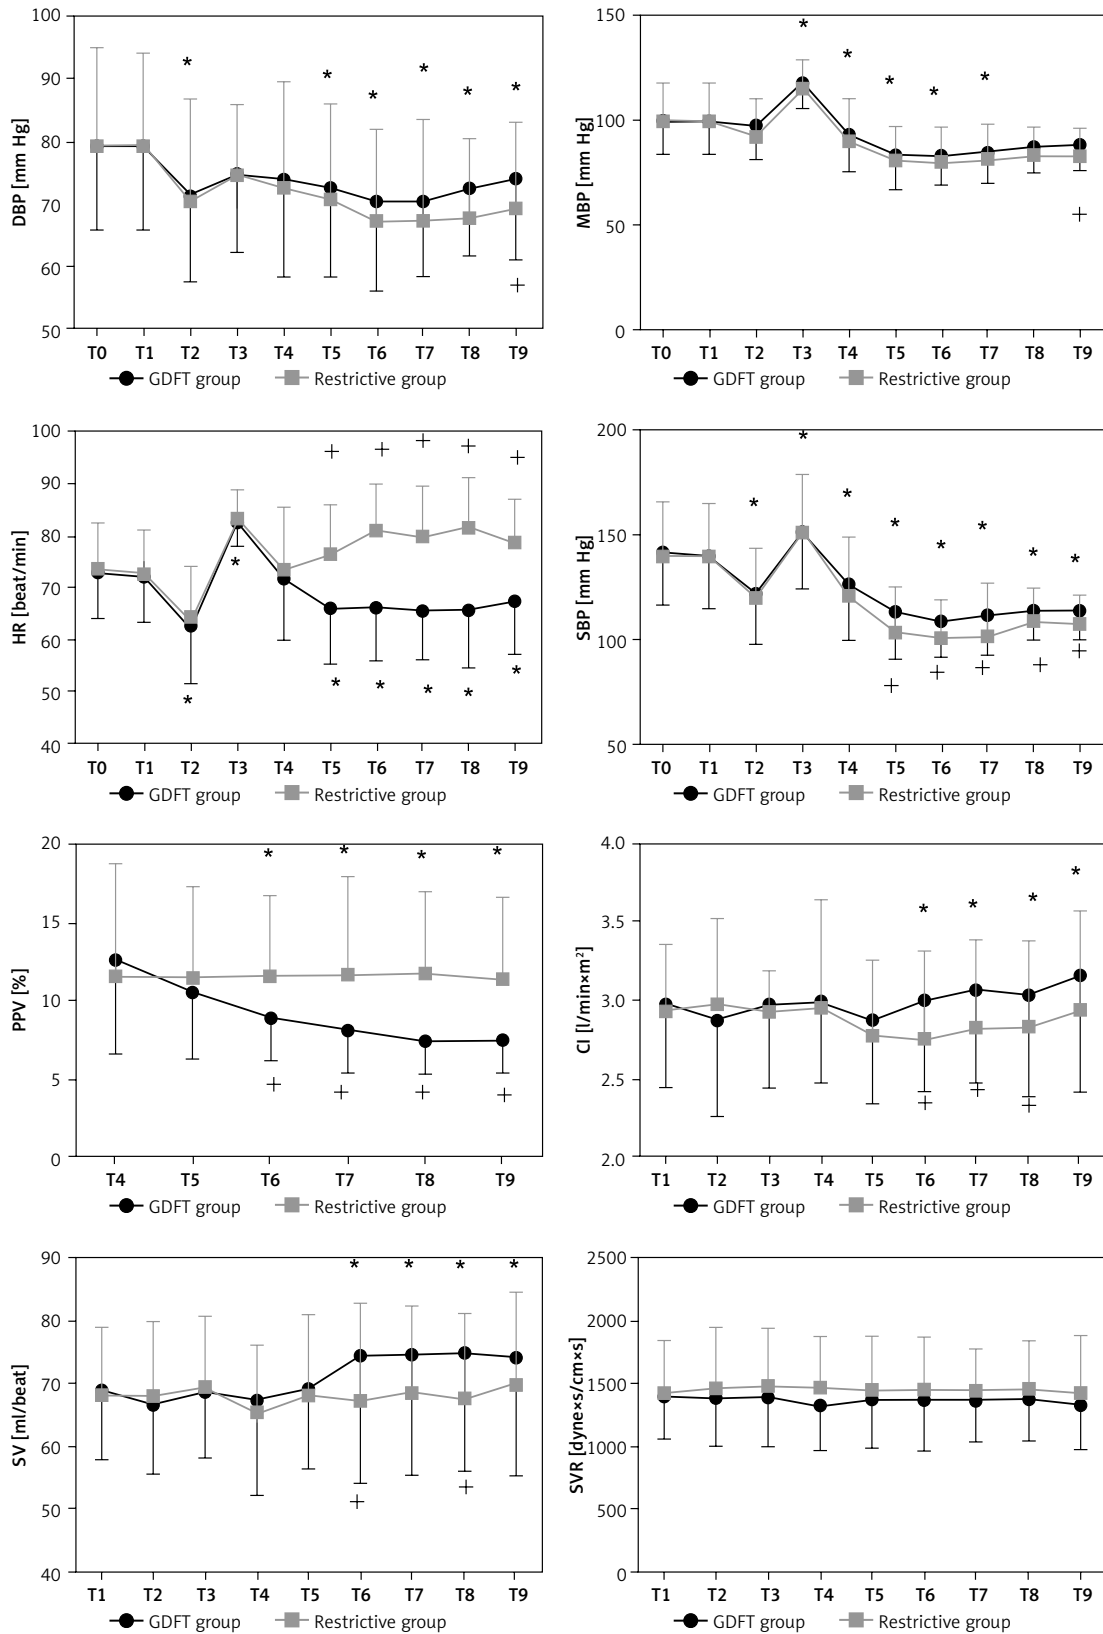 DBP [mm Hg]
100
90
80
70
60
50
* * * * * *
+
T0 T1 T2 T3 T4 T5 T6 T7 T8 T9
GDFT group Restrictive group
MBP [mm Hg]
150
100
50
0
* * * * *
+
T0 T1 T2 T3 T4 T5 T6 T7 T8 T9
GDFT group Restrictive group
HR [beat/min]
100
90
80
70
60
50
40
+ + + + +
* * * * * * *
T0 T1 T2 T3 T4 T5 T6 T7 T8 T9
GDFT group Restrictive group
SBP [mm Hg]
200
150
100
50
* * * * * * * *
+ + + + +
T0 T1 T2 T3 T4 T5 T6 T7 T8 T9
GDFT group Restrictive group
PPV [%]
20
15
10
5
0
* * * *
+ + + +
T4 T5 T6 T7 T8 T9
GDFT group Restrictive group
CI [l/min×m²]
4.0
3.5
3.0
2.5
2.0
* * * *
+ + +
T1 T2 T3 T4 T5 T6 T7 T8 T9
GDFT group Restrictive group
SV [ml/beat]
90
80
70
60
50
40
* * * *
+ +
T1 T2 T3 T4 T5 T6 T7 T8 T9
GDFT group Restrictive group
SVR [dyne×s/cm×s]
2500
2000
1500
1000
500
0
T1 T2 T3 T4 T5 T6 T7 T8 T9
GDFT group Restrictive group